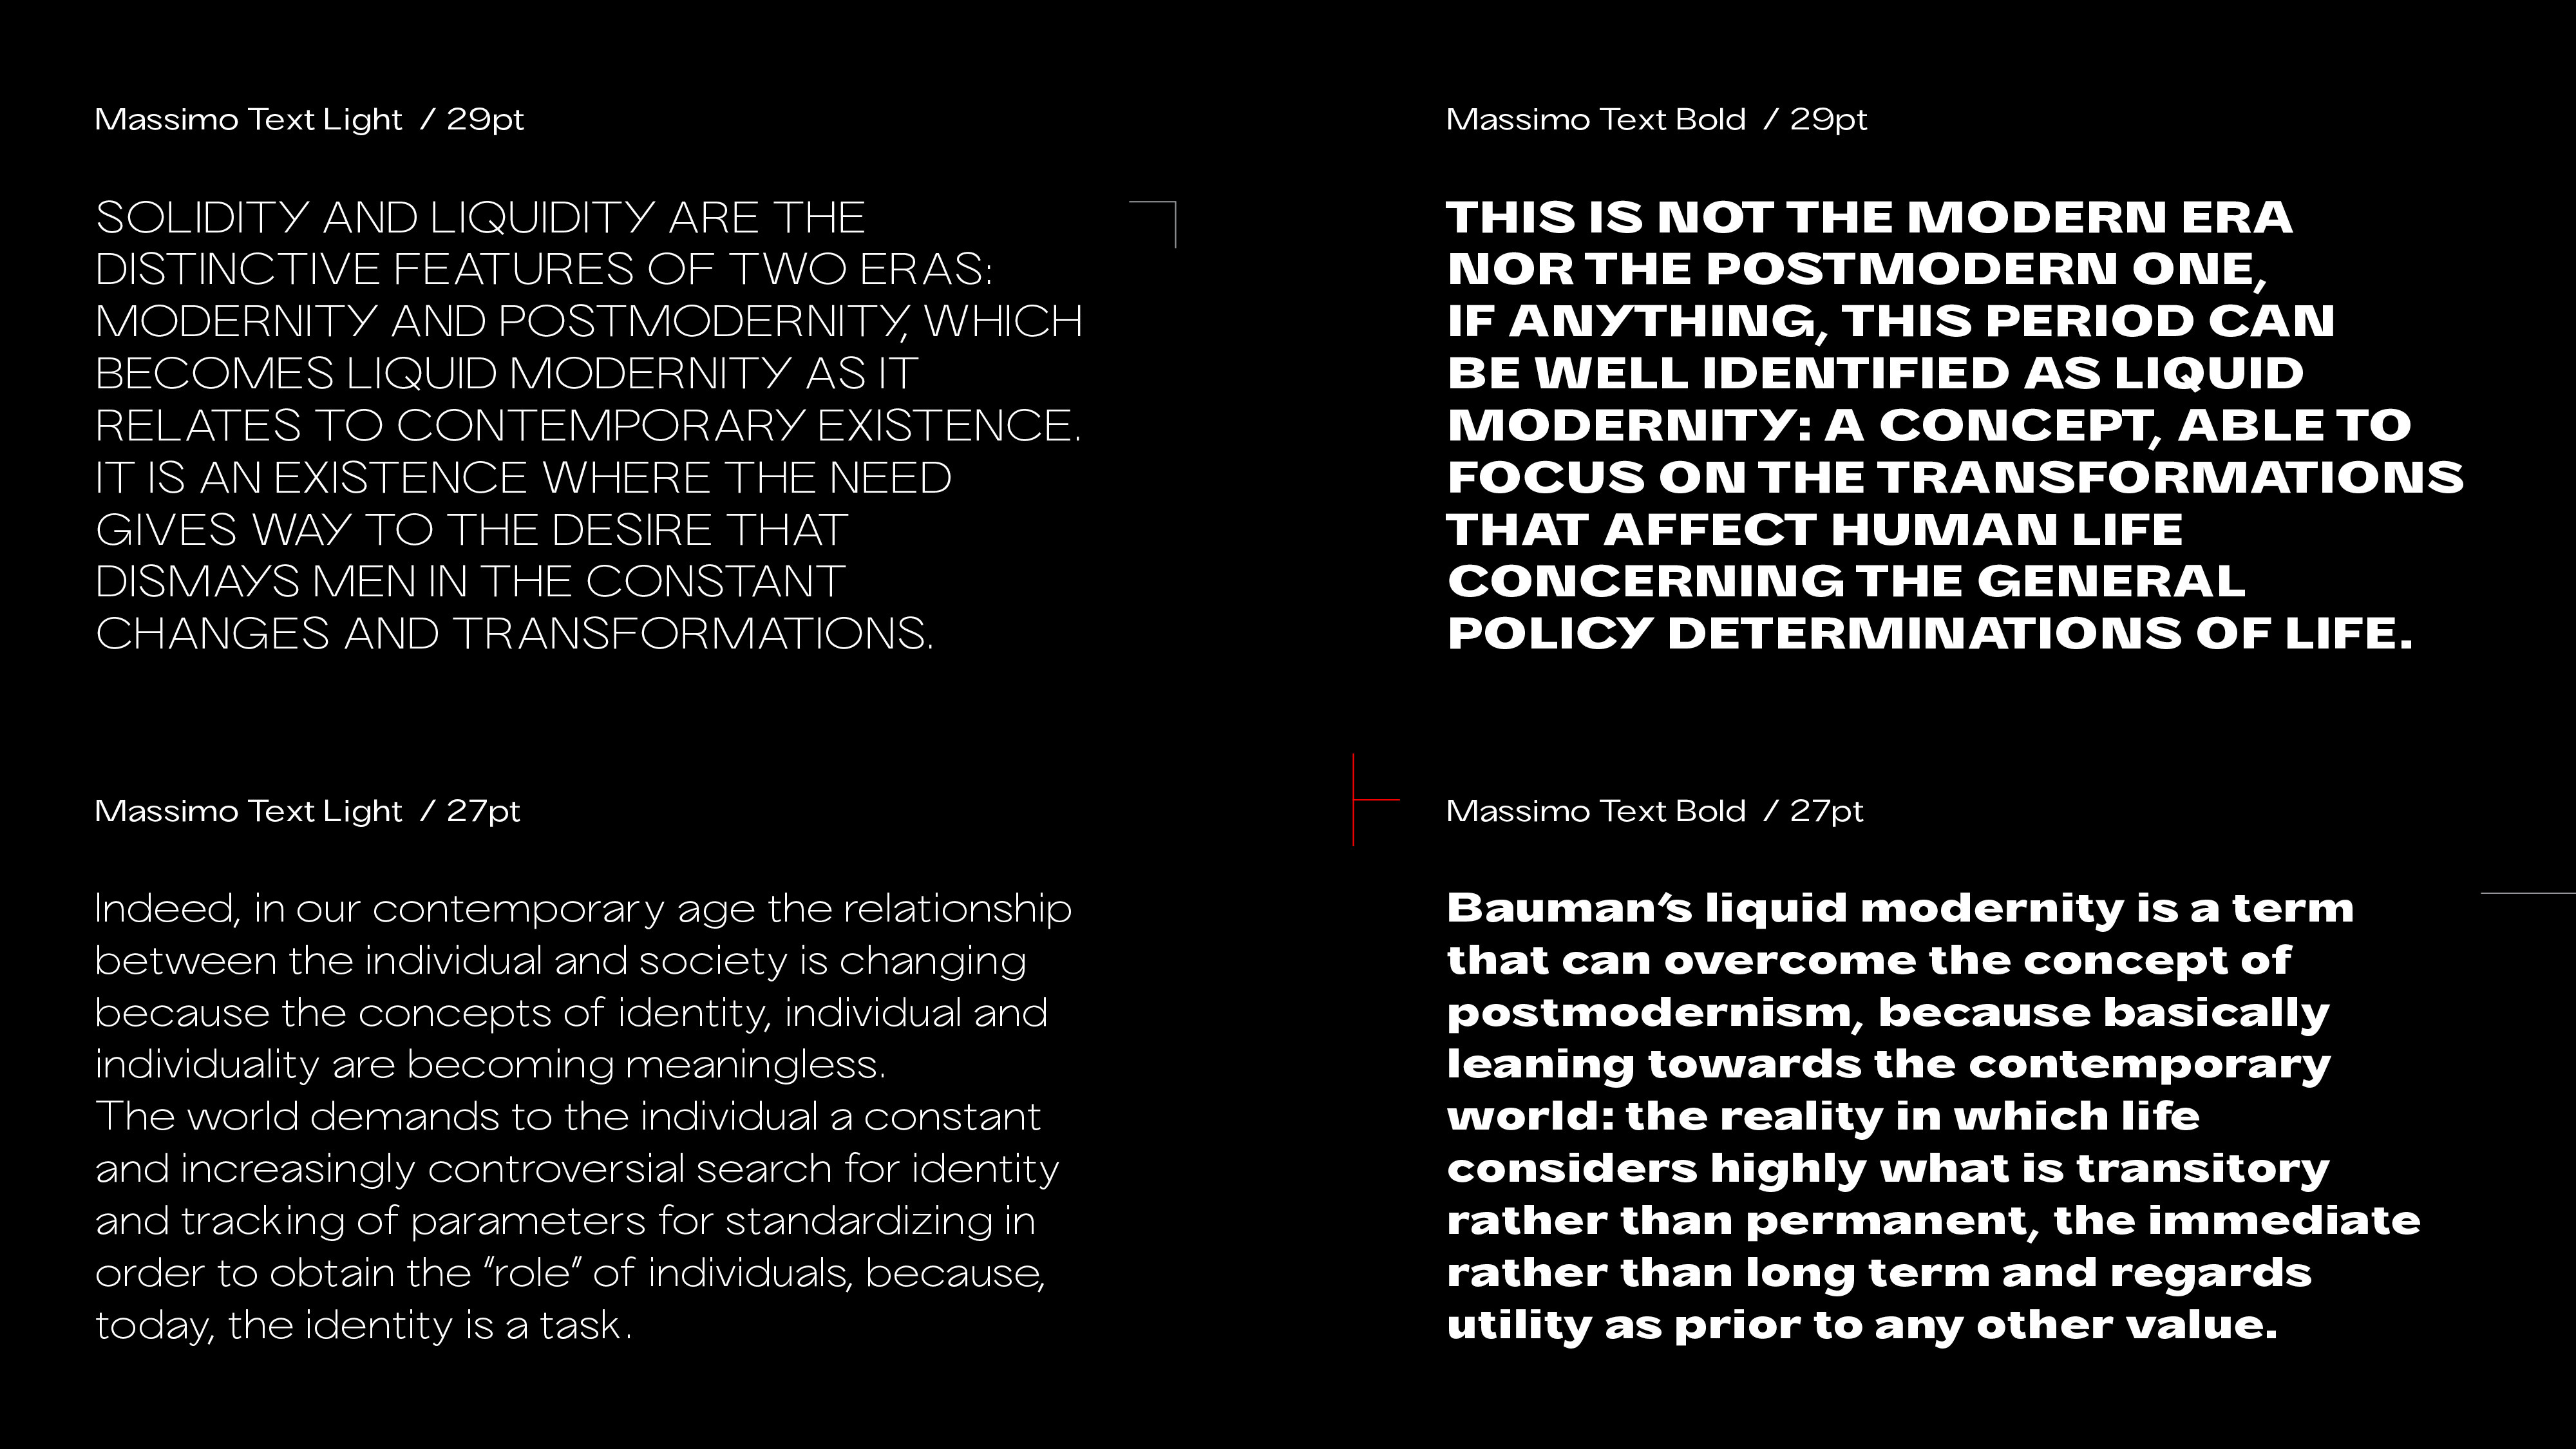 Massimo Text Light / 29pt
SOLIDITY AND LIQUIDITY ARE THE
DISTINCTIVE FEATURES OF TWO ERAS:
MODERNITY AND POSTMODERNITY, WHICH
BECOMES LIQUID MODERNITY AS IT
RELATES TO CONTEMPORARY EXISTENCE.
IT IS AN EXISTENCE WHERE THE NEED
GIVES WAY TO THE DESIRE THAT
DISMAYS MEN IN THE CONSTANT
CHANGES AND TRANSFORMATIONS.
Massimo Text Bold / 29pt
THIS IS NOT THE MODERN ERA
NOR THE POSTMODERN ONE,
IF ANYTHING, THIS PERIOD CAN
BE WELL IDENTIFIED AS LIQUID
MODERNITY: A CONCEPT, ABLE TO
FOCUS ON THE TRANSFORMATIONS
THAT AFFECT HUMAN LIFE
CONCERNING THE GENERAL
POLICY DETERMINATIONS OF LIFE.
Massimo Text Light / 27pt
Indeed, in our contemporary age the relationship
between the individual and society is changing
because the concepts of identity, individual and
individuality are becoming meaningless.
The world demands to the individual a constant
and increasingly controversial search for identity
and tracking of parameters for standardizing in
order to obtain the “role” of individuals, because,
today, the identity is a task.
Massimo Text Bold / 27pt
Bauman’s liquid modernity is a term
that can overcome the concept of
postmodernism, because basically
leaning towards the contemporary
world: the reality in which life
considers highly what is transitory
rather than permanent, the immediate
rather than long term and regards
utility as prior to any other value.